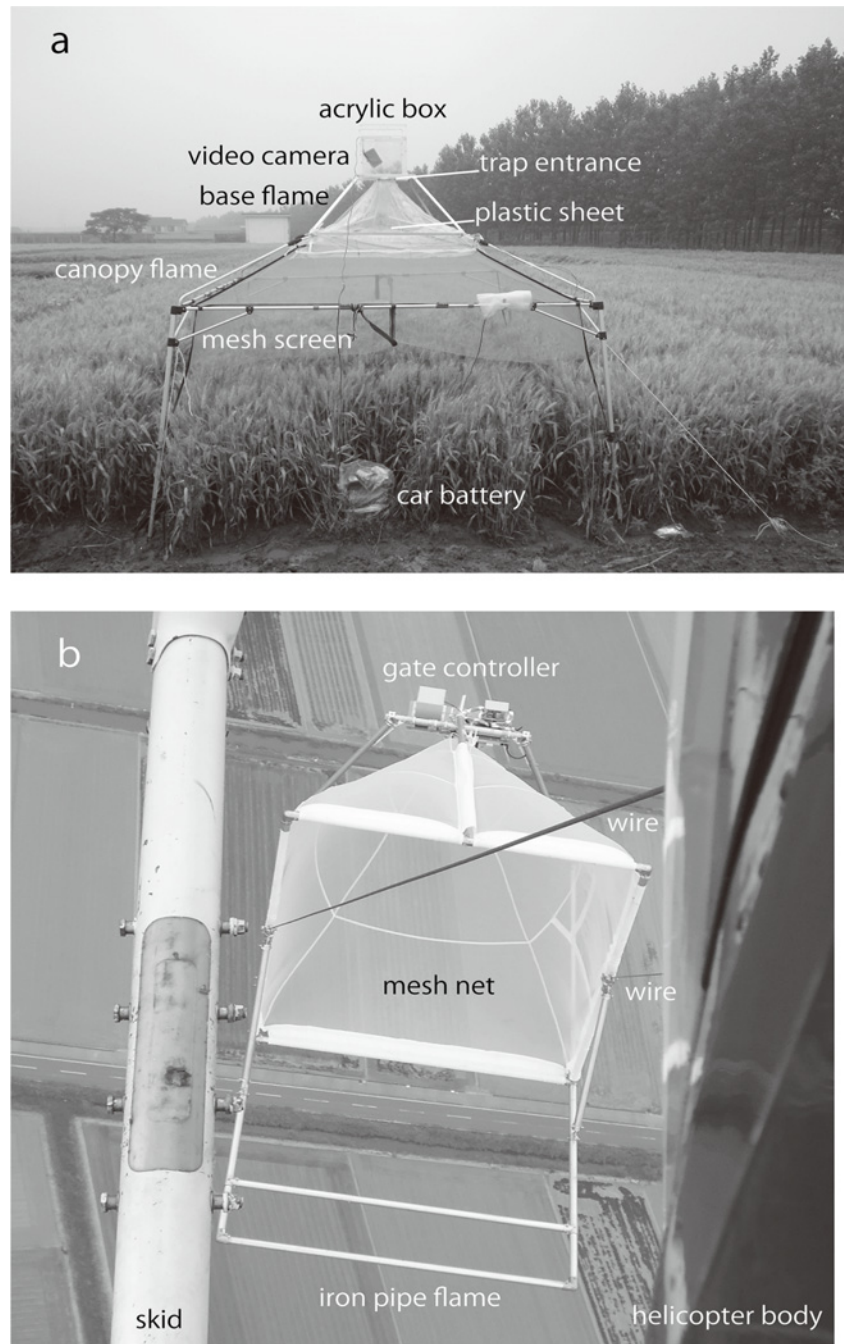 a
acrylic box
video camera
trap entrance
base flame
plastic sheet
canopy flame
mesh screen
car battery
b
gate controller
wire
mesh net
wire
iron pipe flame
skid
helicopter body